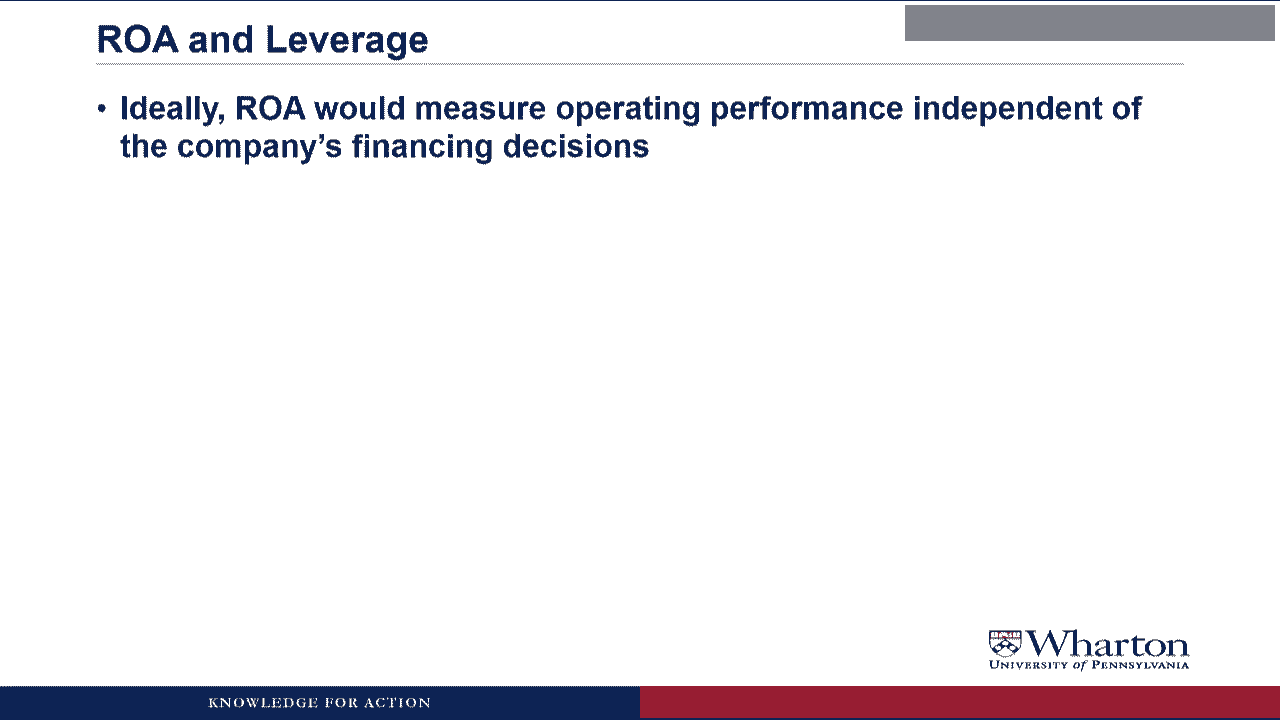 ROA and Leverage
• Ideally, ROA would measure operating performance independent of
the company’s financing decisions
Wharton
UNIVERSITY of PENNSYLVANIA
KNOWLEDGE FOR ACTION